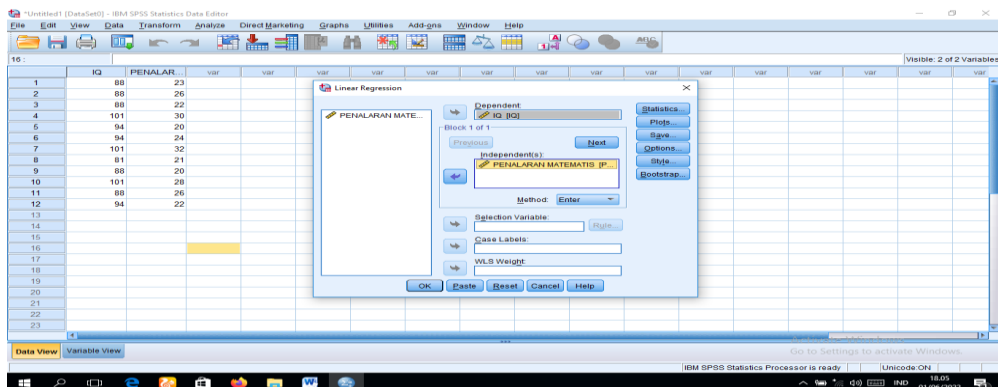 *Untitled1 [DataSet0] - IBM SPSS Statistics Data Editor
File Edit View Data Transform Analyze Direct Marketing Graphs Utilities Add-ons Window Help
16 :
Visible: 2 of 2 Variables
IQ PENALAR... var var var var var var var var var var var var var
1 88 23
2 88 26
3 88 22
4 101 30
5 94 20
6 94 24
7 101 32
8 81 21
9 88 20
10 101 28
11 88 26
12 94 22
13
14
15
16
17
18
19
20
21
22
23
Linear Regression
PENALARAN MATE...
Dependent:
IQ [IQ]
Block 1 of 1
Previous Next
Independent(s):
PENALARAN MATEMATIS [P...
Method: Enter
Selection Variable:
Rule...
Case Labels:
WLS Weight:
Statistics...
Plots...
Save...
Options...
Style...
Bootstrap...
OK Paste Reset Cancel Help
Data View Variable View
Go to Settings to activate Windows.
IBM SPSS Statistics Processor is ready Unicode:ON
IND 18.05
01/06/2022